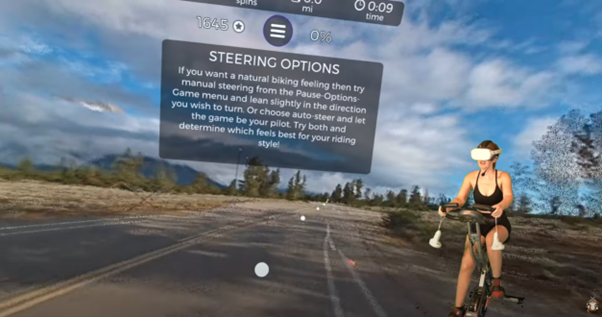 spins
mi
0:09
time
1645
0%
STEERING OPTIONS
If you want a natural biking feeling then try
manual steering from the Pause-Options-
Game menu and lean slightly in the direction
you wish to turn. Or choose auto-steer and let
the game be your pilot. Try both and
determine which feels best for your riding
style!